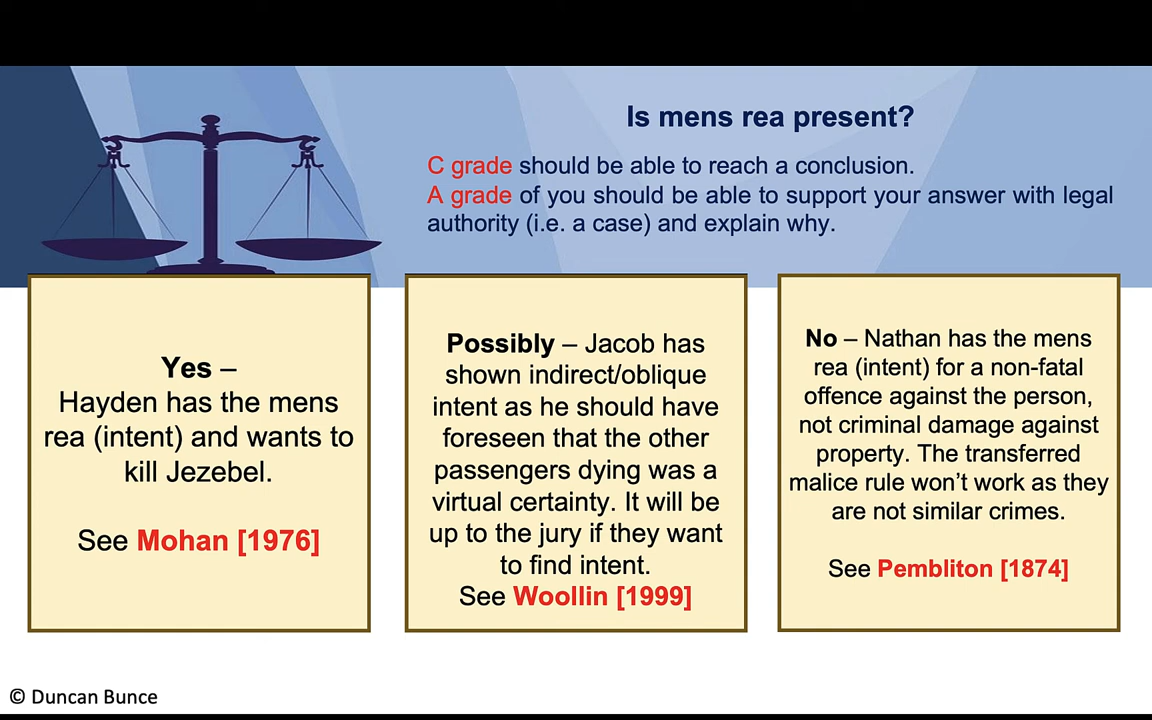 Is mens rea present?
C grade should be able to reach a conclusion.
A grade of you should be able to support your answer with legal
authority (i.e. a case) and explain why.
Yes –
Hayden has the mens
rea (intent) and wants to
kill Jezebel.
See Mohan [1976]
Possibly – Jacob has
shown indirect/oblique
intent as he should have
foreseen that the other
passengers dying was a
virtual certainty. It will be
up to the jury if they want
to find intent.
See Woollin [1999]
No – Nathan has the mens
rea (intent) for a non-fatal
offence against the person,
not criminal damage against
property. The transferred
malice rule won’t work as they
are not similar crimes.
See Pembliton [1874]
© Duncan Bunce